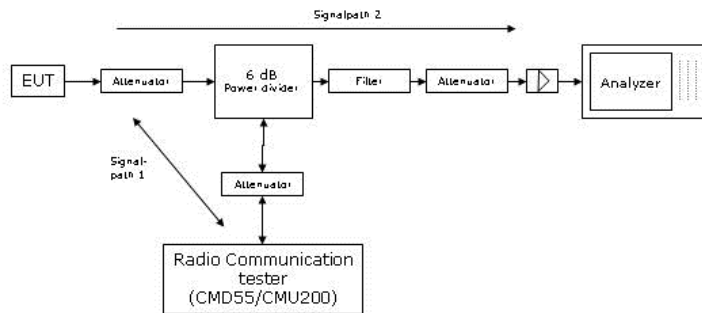 Signalpath 2
EUT
Attenuator
6 dB
Power divider
Filter
Attenuator
Analyzer
Signal-
path 1
Attenuator
Radio Communication
tester
(CMD55/CMU200)